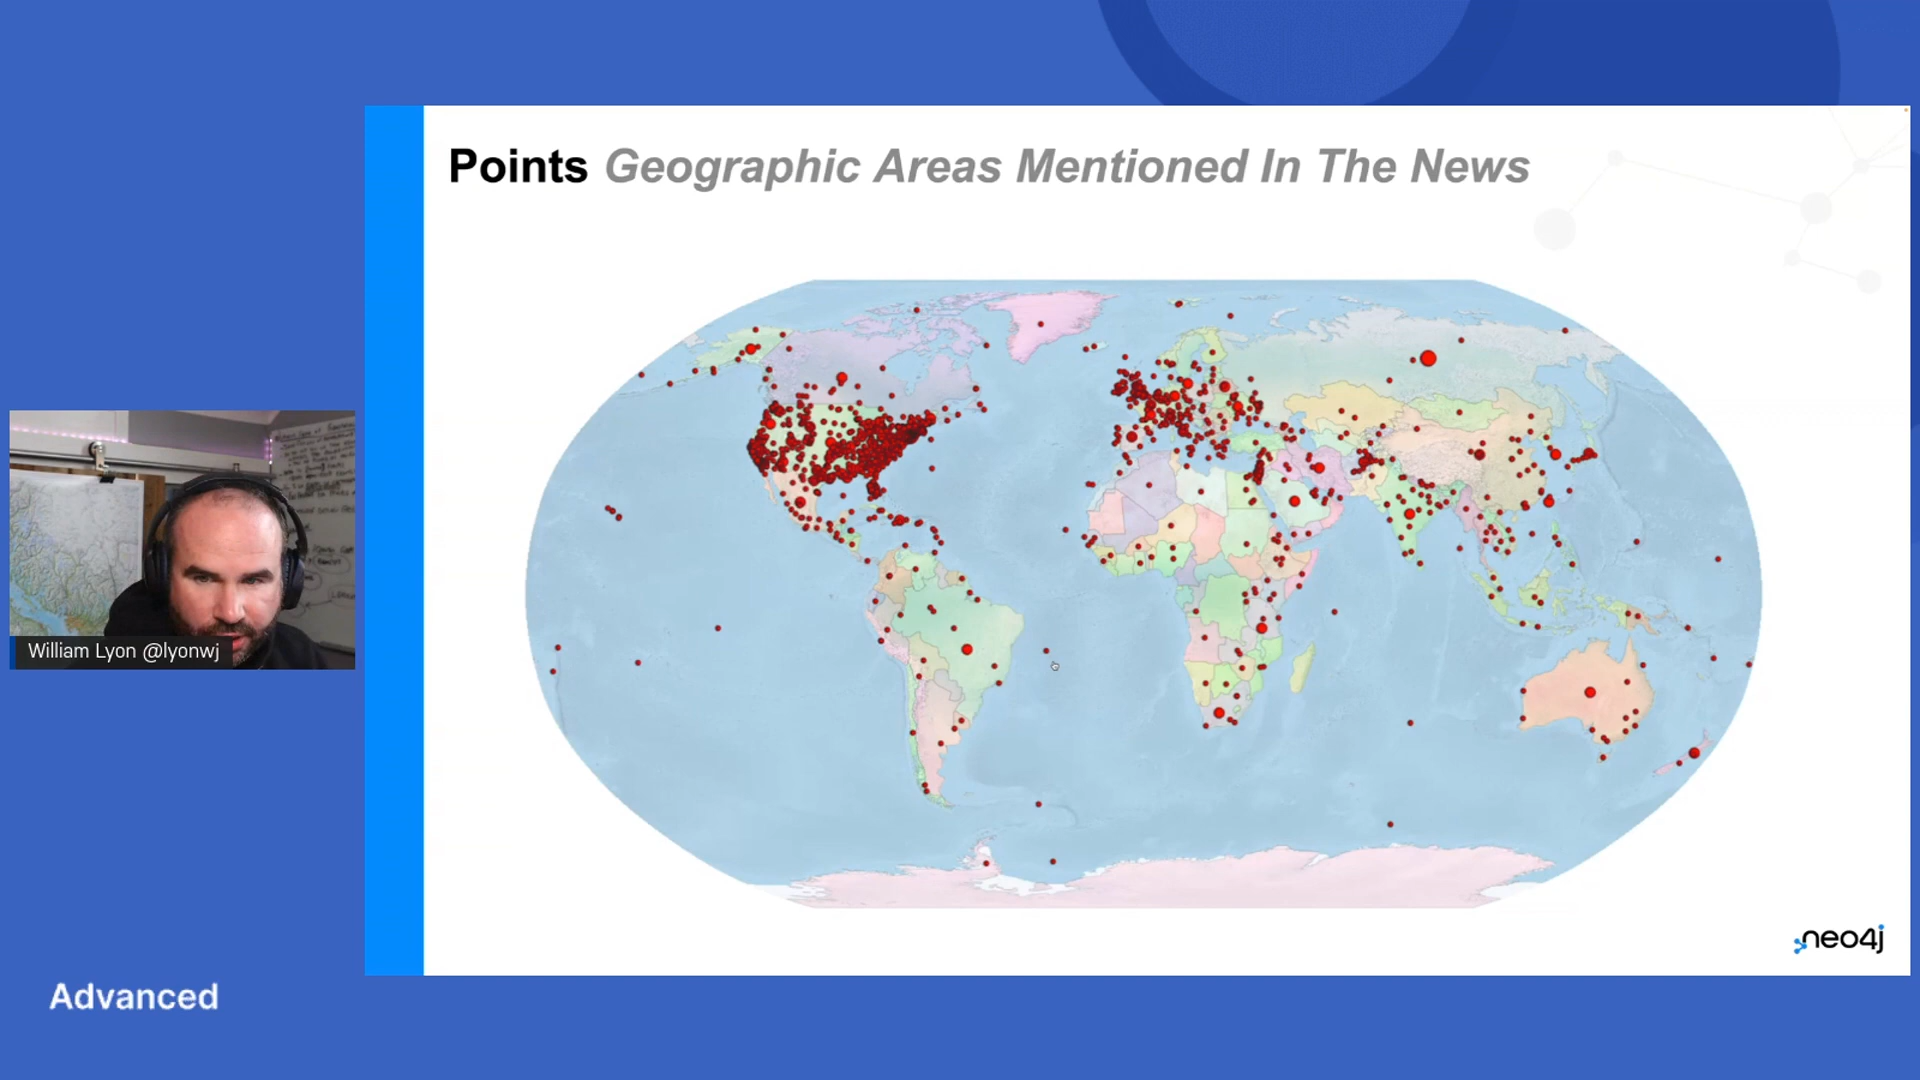 Points Geographic Areas Mentioned In The News
William Lyon @lyonwj
neo4j
Advanced